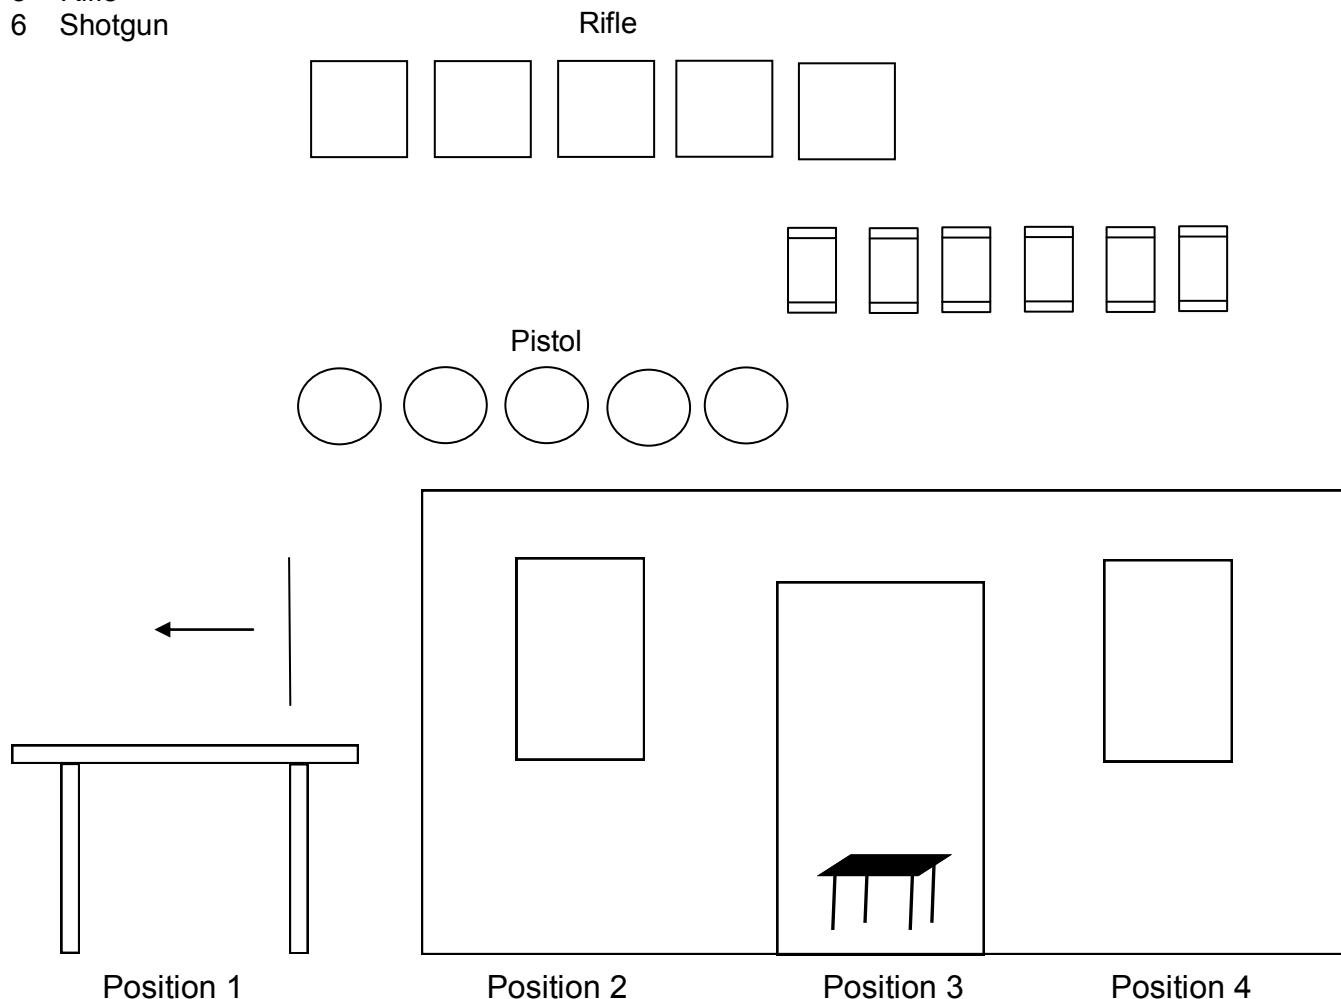 6 Shotgun
Rifle
Pistol
Position 1
Position 2
Position 3
Position 4